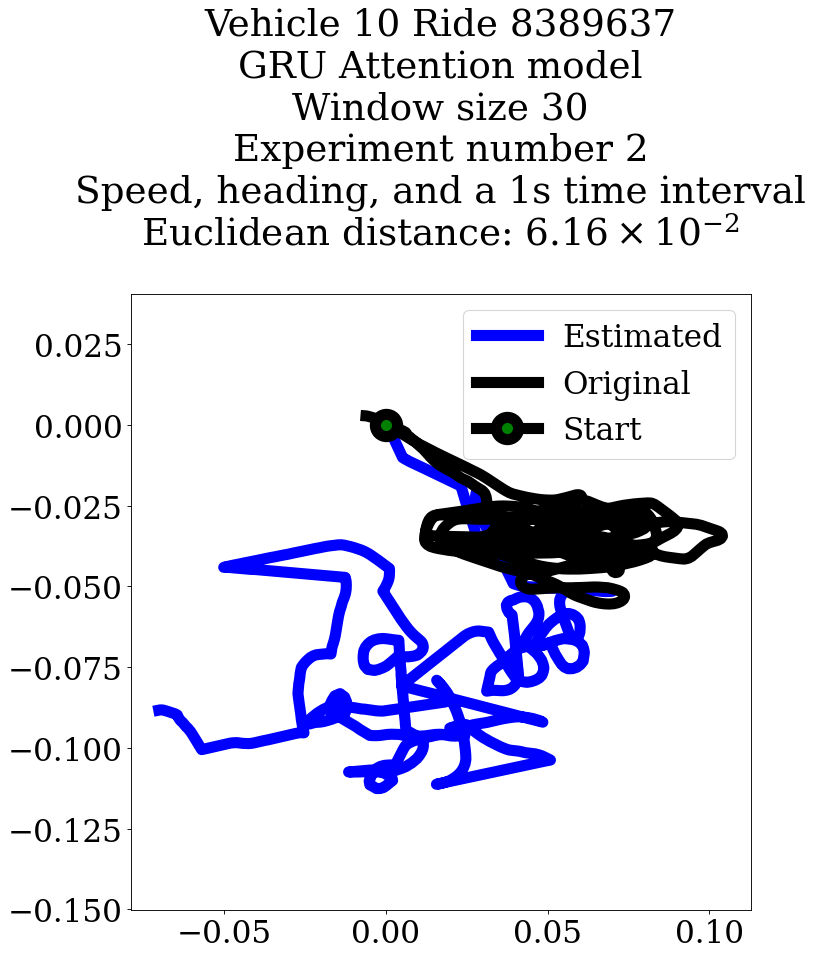 Vehicle 10 Ride 8389637
GRU Attention model
Window size 30
Experiment number 2
Speed, heading, and a 1s time interval
Euclidean distance: 6.16 × 10⁻²
Estimated
Original
Start
0.025
0.000
−0.025
−0.050
−0.075
−0.100
−0.125
−0.150
−0.05 0.00 0.05 0.10